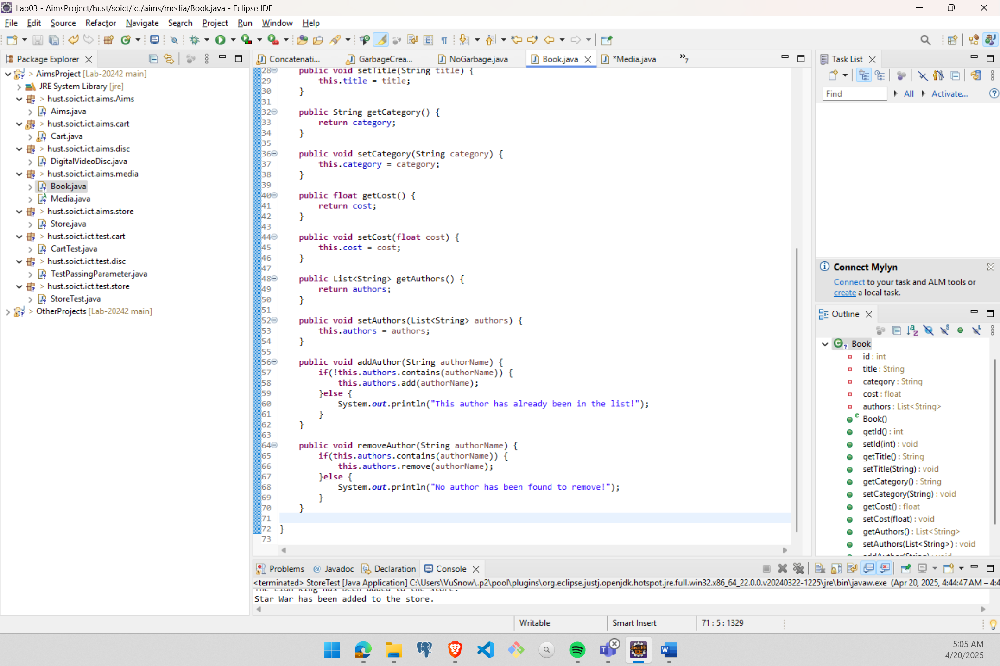 Lab03 - AimsProject/hust/soict/ict/aims/media/Book.java - Eclipse IDE
File Edit Source Refactor Navigate Search Project Run Window Help
Package Explorer
> AimsProject [Lab-20242 main]
JRE System Library [jre]
> hust.soict.ict.aims.Aims
Aims.java
> hust.soict.ict.aims.cart
Cart.java
> hust.soict.ict.aims.disc
DigitalVideoDisc.java
> hust.soict.ict.aims.media
Book.java
Media.java
> hust.soict.ict.aims.store
Store.java
> hust.soict.ict.test.cart
CartTest.java
> hust.soict.ict.test.disc
TestPassingParameter.java
> hust.soict.ict.test.store
StoreTest.java
> OtherProjects [Lab-20242 main]
Concatenati... GarbageCrea... NoGarbage.java Book.java *Media.java »7
28 public void setTitle(String title) {
29 this.title = title;
30 }
31
32 public String getCategory() {
33 return category;
34 }
35
36 public void setCategory(String category) {
37 this.category = category;
38 }
39
40 public float getCost() {
41 return cost;
42 }
43
44 public void setCost(float cost) {
45 this.cost = cost;
46 }
47
48 public List<String> getAuthors() {
49 return authors;
50 }
51
52 public void setAuthors(List<String> authors) {
53 this.authors = authors;
54 }
55
56 public void addAuthor(String authorName) {
57 if(!this.authors.contains(authorName)) {
58 this.authors.add(authorName);
59 }else {
60 System.out.println("This author has already been in the list!");
61 }
62 }
63
64 public void removeAuthor(String authorName) {
65 if(this.authors.contains(authorName)) {
66 this.authors.remove(authorName);
67 }else {
68 System.out.println("No author has been found to remove!");
69 }
70 }
71
72 }
73
Task List
Find All Activate...
Connect Mylyn
Connect to your task and ALM tools or
create a local task.
Outline
Book
id : int
title : String
category : String
cost : float
authors : List<String>
Book()
getId() : int
setId(int) : void
getTitle() : String
setTitle(String) : void
getCategory() : String
setCategory(String) : void
getCost() : float
setCost(float) : void
getAuthors() : List<String>
setAuthors(List<String>) : void
addAuthor(String) : void
Problems Javadoc Declaration Console
<terminated> StoreTest [Java Application] C:\Users\VuSnow\.p2\pool\plugins\org.eclipse.justj.openjdk.hotspot.jre.full.win32.x86_64_22.0.0.v20240322-1225\jre\bin\javaw.exe (Apr 20, 2025, 4:44:47 AM – 4:4
The Lion King has been added to the store.
Star War has been added to the store.
Writable Smart Insert 71 : 5 : 1329
5:05 AM
4/20/2025